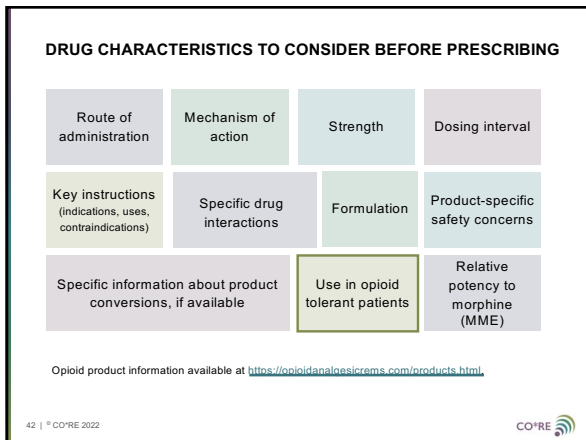 DRUG CHARACTERISTICS TO CONSIDER BEFORE PRESCRIBING
Route of
administration
Mechanism of
action
Strength
Dosing interval
Key instructions
(indications, uses,
contraindications)
Specific drug
interactions
Formulation
Product-specific
safety concerns
Specific information about product
conversions, if available
Use in opioid
tolerant patients
Relative
potency to
morphine
(MME)
Opioid product information available at https://opioidanalgesicrems.com/products.html.
42 | © CO*RE 2022
CO*RE